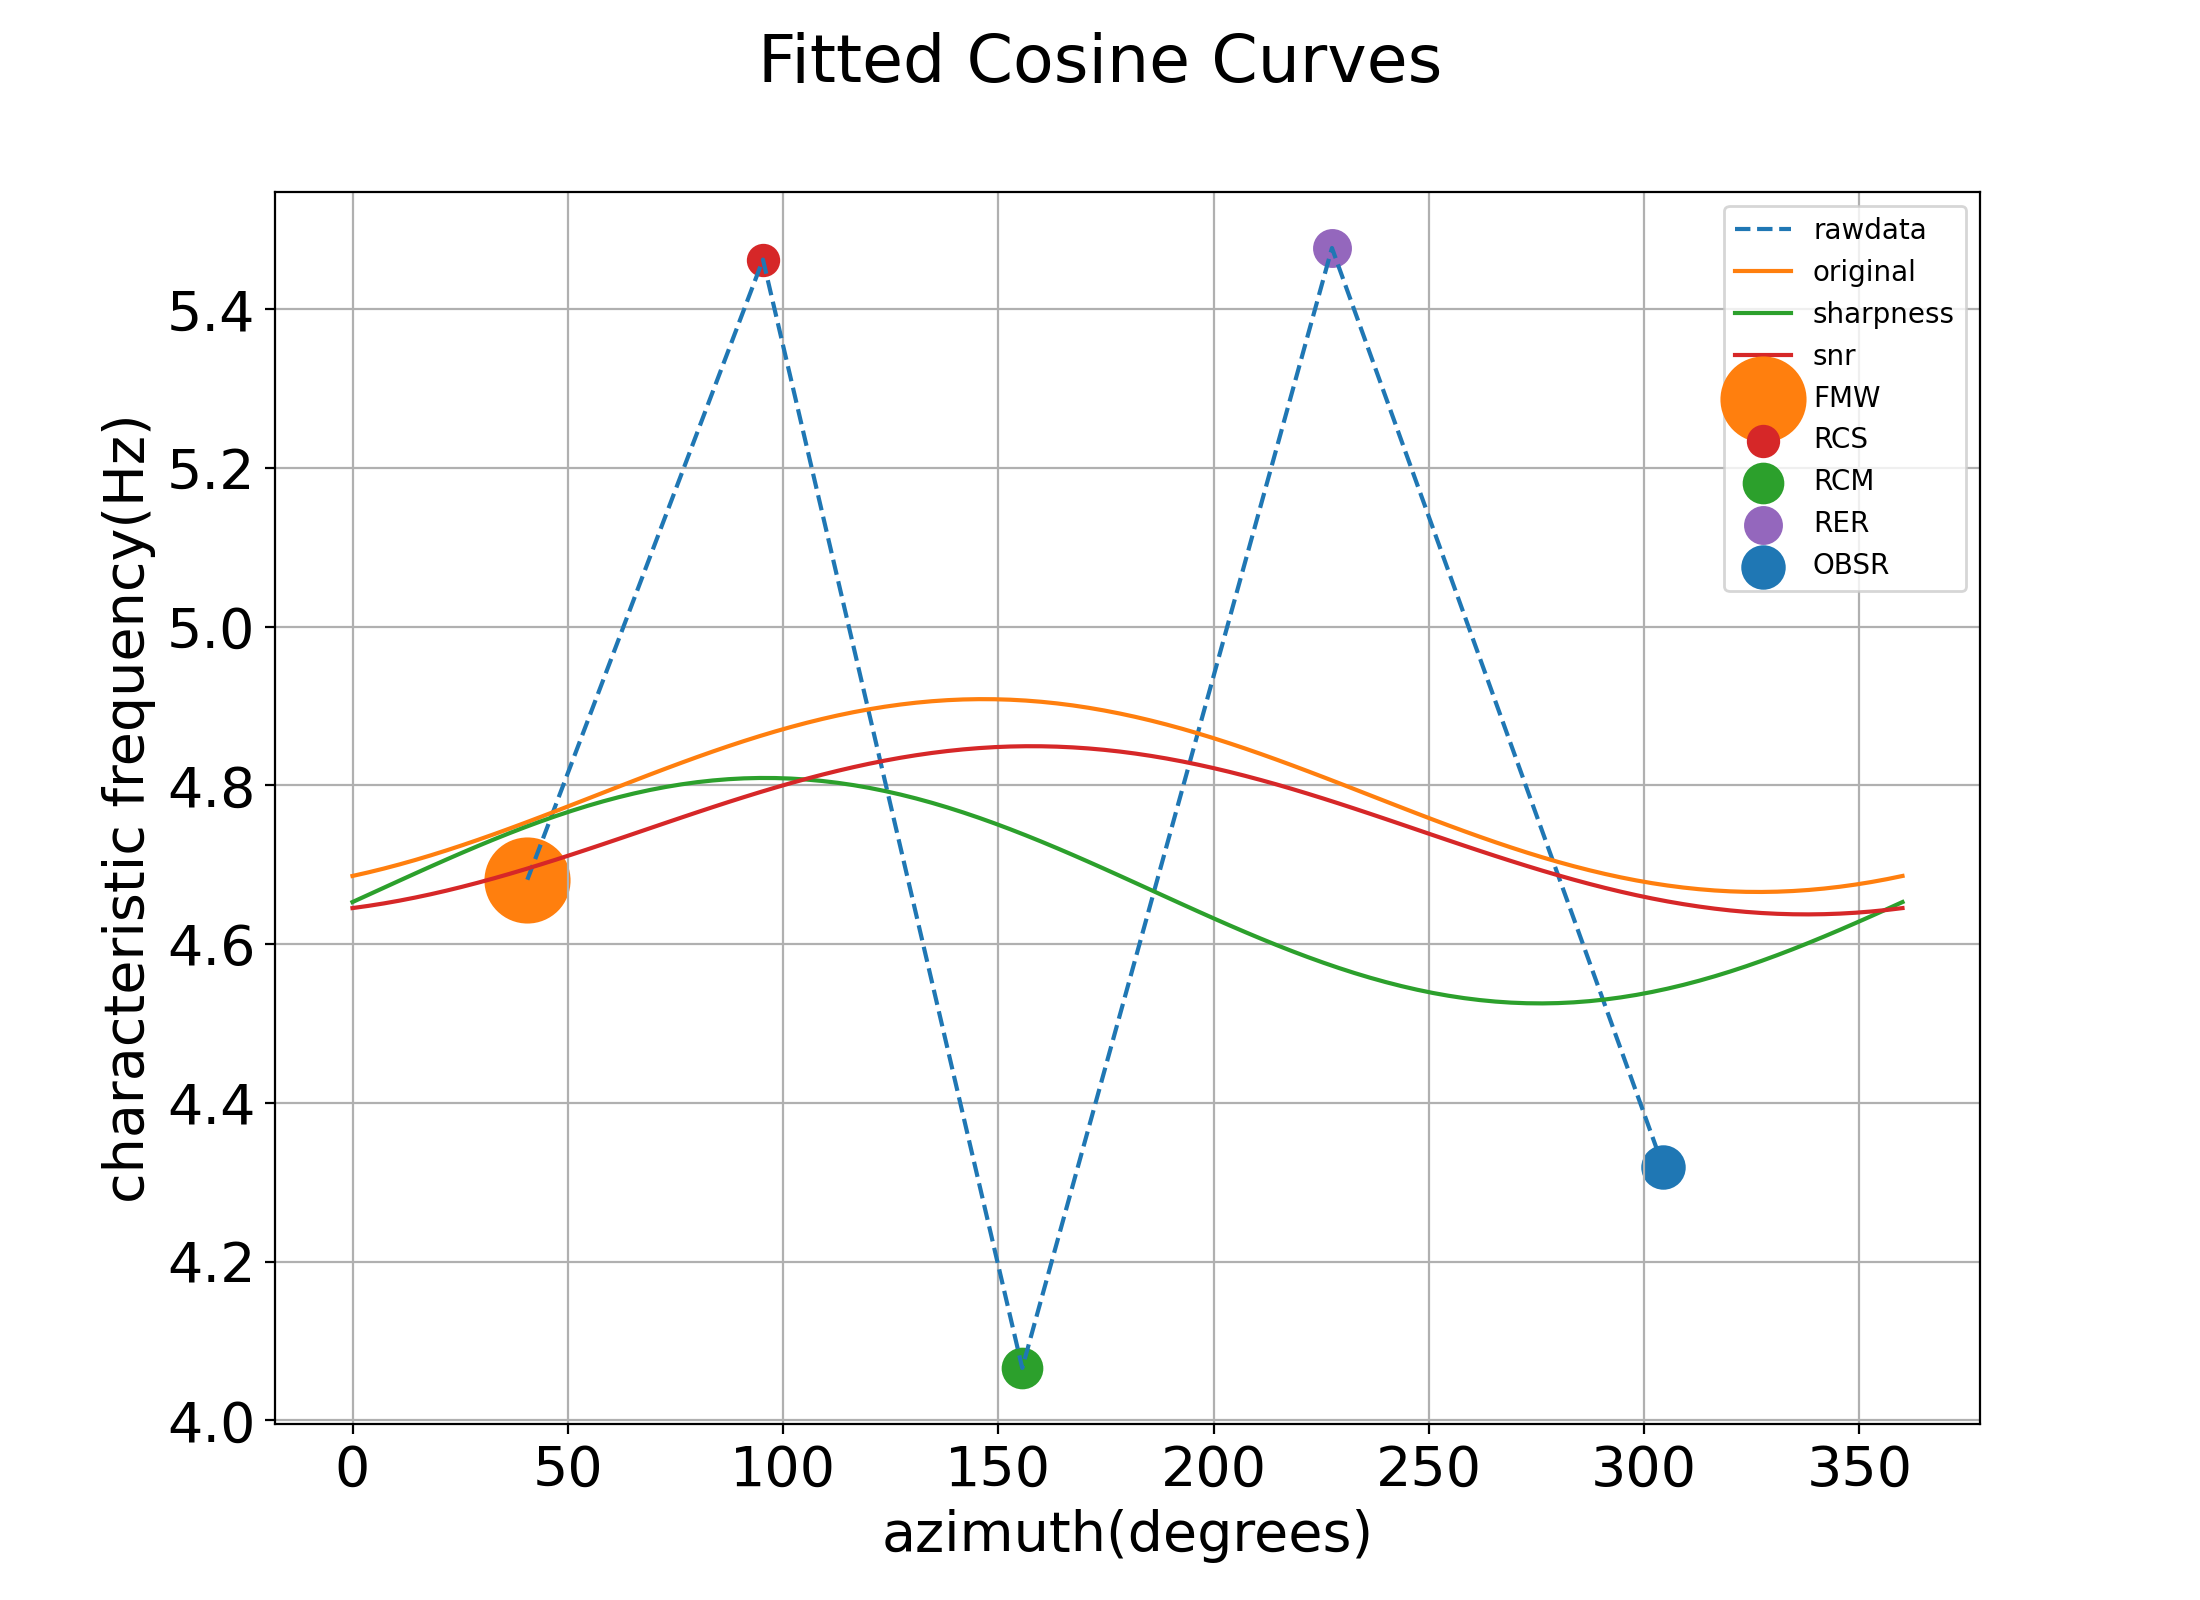 Fitted Cosine Curves
characteristic frequency(Hz)
5.4
5.2
5.0
4.8
4.6
4.4
4.2
4.0
rawdata
original
sharpness
snr
FMW
RCS
RCM
RER
OBSR
0 50 100 150 200 250 300 350
azimuth(degrees)